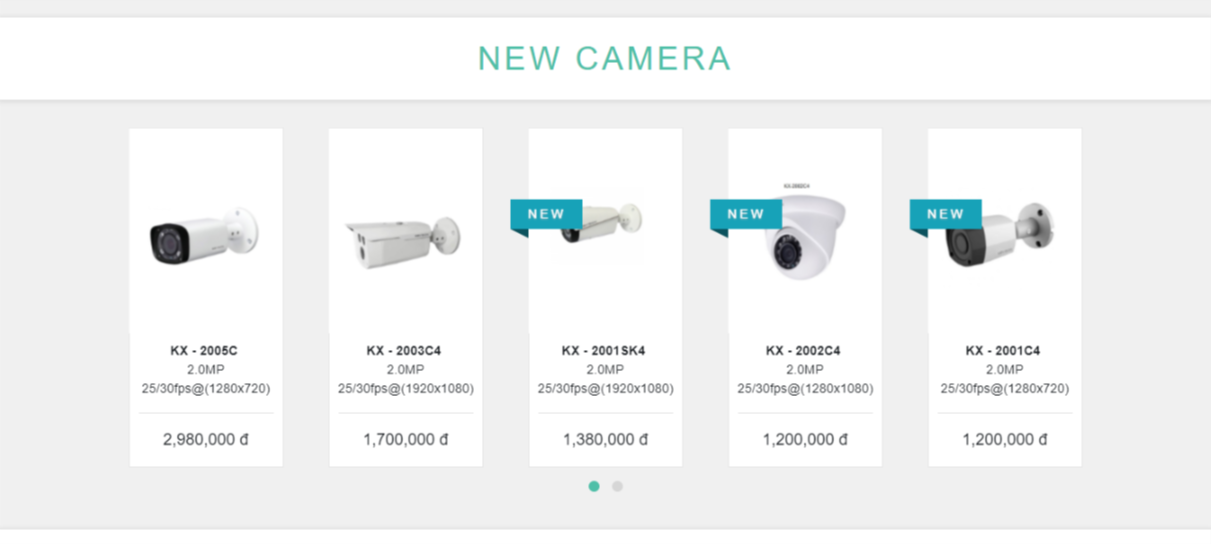 NEW CAMERA
NEW
NEW
NEW
KX-2002C4
KX - 2005C
2.0MP
25/30fps@(1280x720)
2,980,000 đ
KX - 2003C4
2.0MP
25/30fps@(1920x1080)
1,700,000 đ
KX - 2001SK4
2.0MP
25/30fps@(1920x1080)
1,380,000 đ
KX - 2002C4
2.0MP
25/30fps@(1280x1080)
1,200,000 đ
KX - 2001C4
2.0MP
25/30fps@(1280x720)
1,200,000 đ